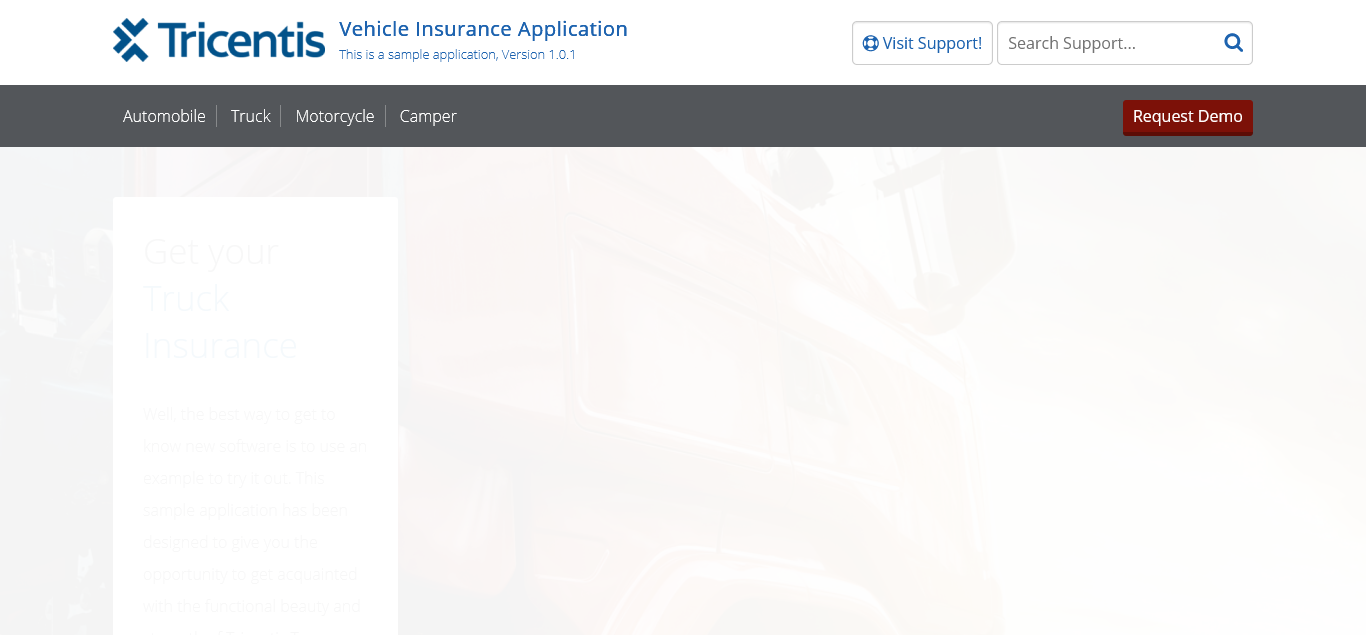 Tricentis
Vehicle Insurance Application
This is a sample application, Version 1.0.1
Visit Support!
Search Support...
Automobile
Truck
Motorcycle
Camper
Request Demo
Get your
Truck
Insurance
Well, the best way to get to
know new software is to use an
example to try it out. This
sample application has been
designed to give you the
opportunity to get acquainted
with the functional beauty and